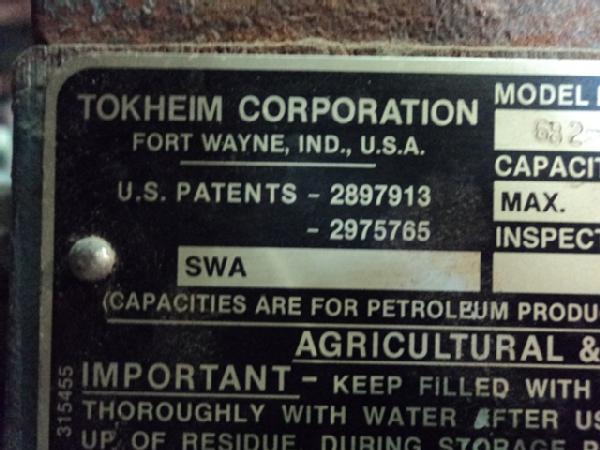 TOKHEIM CORPORATION
FORT WAYNE, IND., U.S.A.
U.S. PATENTS - 2897913
- 2975765
SWA
MODEL
682-
CAPACIT
MAX.
INSPECT
(CAPACITIES ARE FOR PETROLEUM PRODU
AGRICULTURAL &
IMPORTANT - KEEP FILLED WITH
THOROUGHLY WITH WATER AFTER US
UP OF RESIDUE DURING STORAGE P
315455